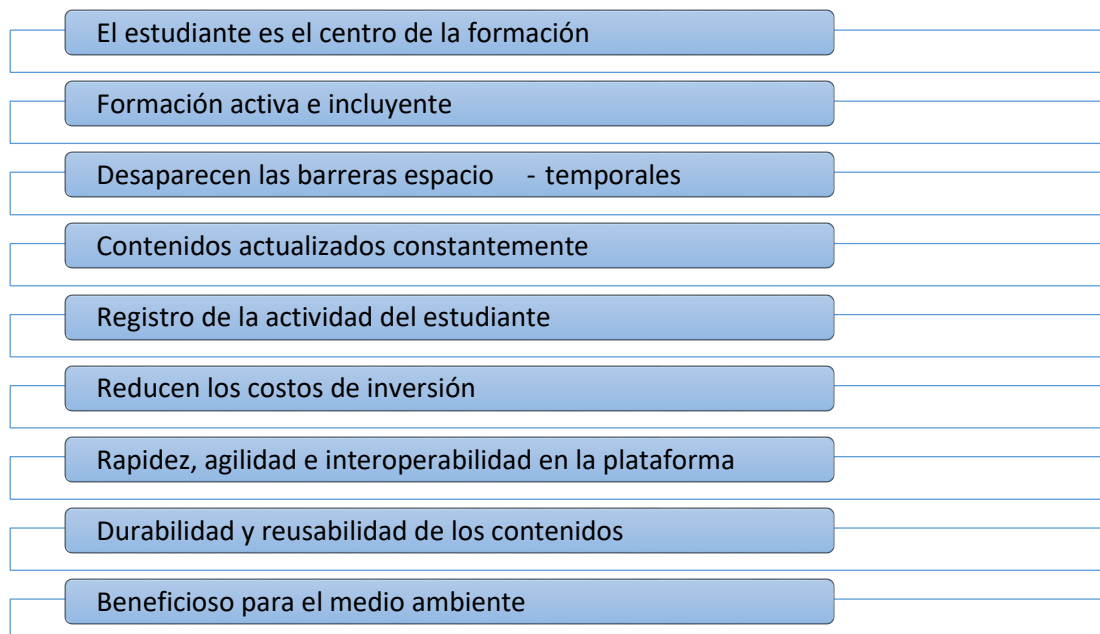 El estudiante es el centro de la formación
Formación activa e incluyente
Desaparecen las barreras espacio - temporales
Contenidos actualizados constantemente
Registro de la actividad del estudiante
Reducen los costos de inversión
Rapidez, agilidad e interoperabilidad en la plataforma
Durabilidad y reusabilidad de los contenidos
Beneficioso para el medio ambiente